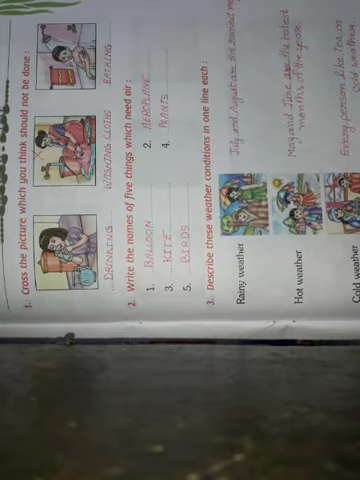 1. Cross the picture which you think should not be done :
DRINKING WASHING CLOTHS BATHING
2. Write the names of five things which need air :
1. BALLOON 2. AEROPLANE
3. KITE 4. PLANTS
5. BIRDS
3. Describe these weather conditions in one line each :
Rainy weather July and August are the rainiest
Hot weather May and June are the hotest
months of the year.
Cold weather Every person like Tea in
weather